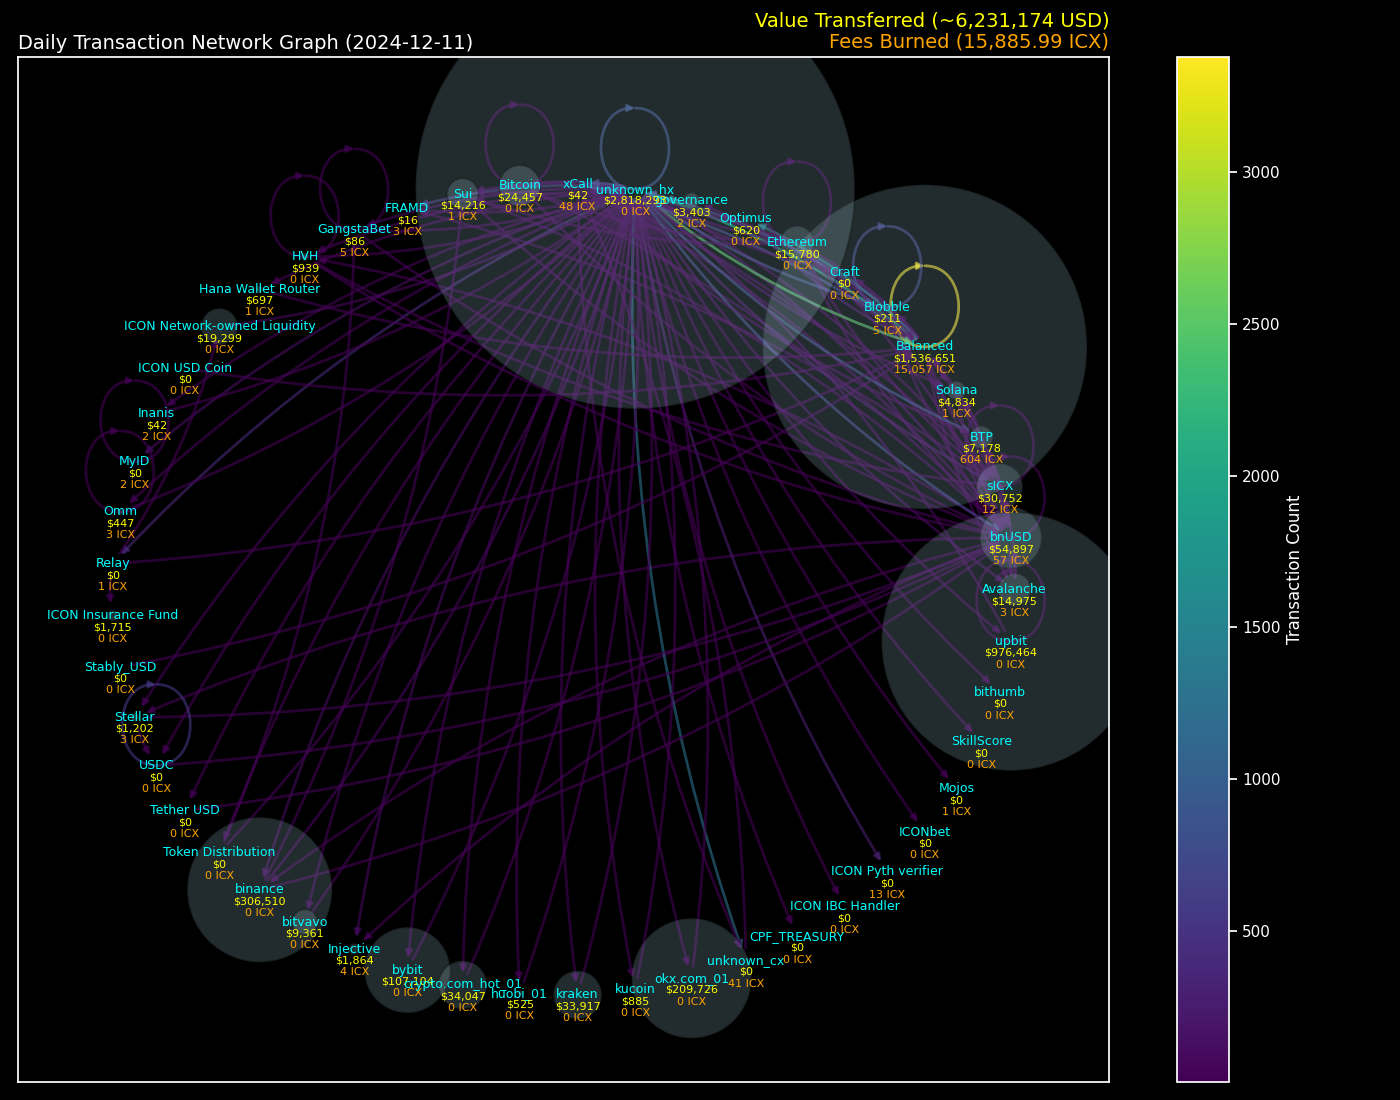 Value Transferred (~6,231,174 USD)
Daily Transaction Network Graph (2024-12-11)
Fees Burned (15,885.99 ICX)
unknown_hx
0 ICX
governance
$3,403
2 ICX
xCall
$42
48 ICX
Bitcoin
$24,457
0 ICX
Sui
$14,216
1 ICX
FRAMD
$16
3 ICX
GangstaBet
$86
5 ICX
HVH
$939
0 ICX
Hana Wallet Router
$697
1 ICX
ICON Network-owned Liquidity
$19,299
0 ICX
ICON USD Coin
$0
0 ICX
Inanis
$42
2 ICX
MyID
$0
2 ICX
Omm
$447
3 ICX
Relay
$0
1 ICX
ICON Insurance Fund
$1,715
0 ICX
Stably_USD
$0
0 ICX
Stellar
$1,202
3 ICX
USDC
$0
0 ICX
Tether USD
$0
0 ICX
Token Distribution
$0
0 ICX
binance
$306,510
0 ICX
bitvavo
$9,361
0 ICX
Injective
$1,864
4 ICX
bybit
$107,104
0 ICX
crypto.com_hot_01
$34,047
0 ICX
huobi_01
$525
0 ICX
kraken
$33,917
0 ICX
kucoin
$885
0 ICX
okx.com_01
$209,726
0 ICX
unknown_cx
$0
41 ICX
CPF_TREASURY
$0
0 ICX
ICON IBC Handler
$0
0 ICX
ICON Pyth verifier
$0
13 ICX
ICONbet
$0
0 ICX
Mojos
$0
1 ICX
SkillScore
$0
0 ICX
bithumb
$0
0 ICX
upbit
$976,464
0 ICX
Avalanche
$14,975
3 ICX
bnUSD
$54,897
57 ICX
sICX
$30,752
12 ICX
BTP
$7,178
604 ICX
Solana
$4,834
1 ICX
Balanced
$1,536,651
15,057 ICX
Blobble
$211
5 ICX
Craft
$0
0 ICX
Ethereum
$15,780
0 ICX
Optimus
$620
0 ICX
3000
2500
2000
1500
1000
500
Transaction Count